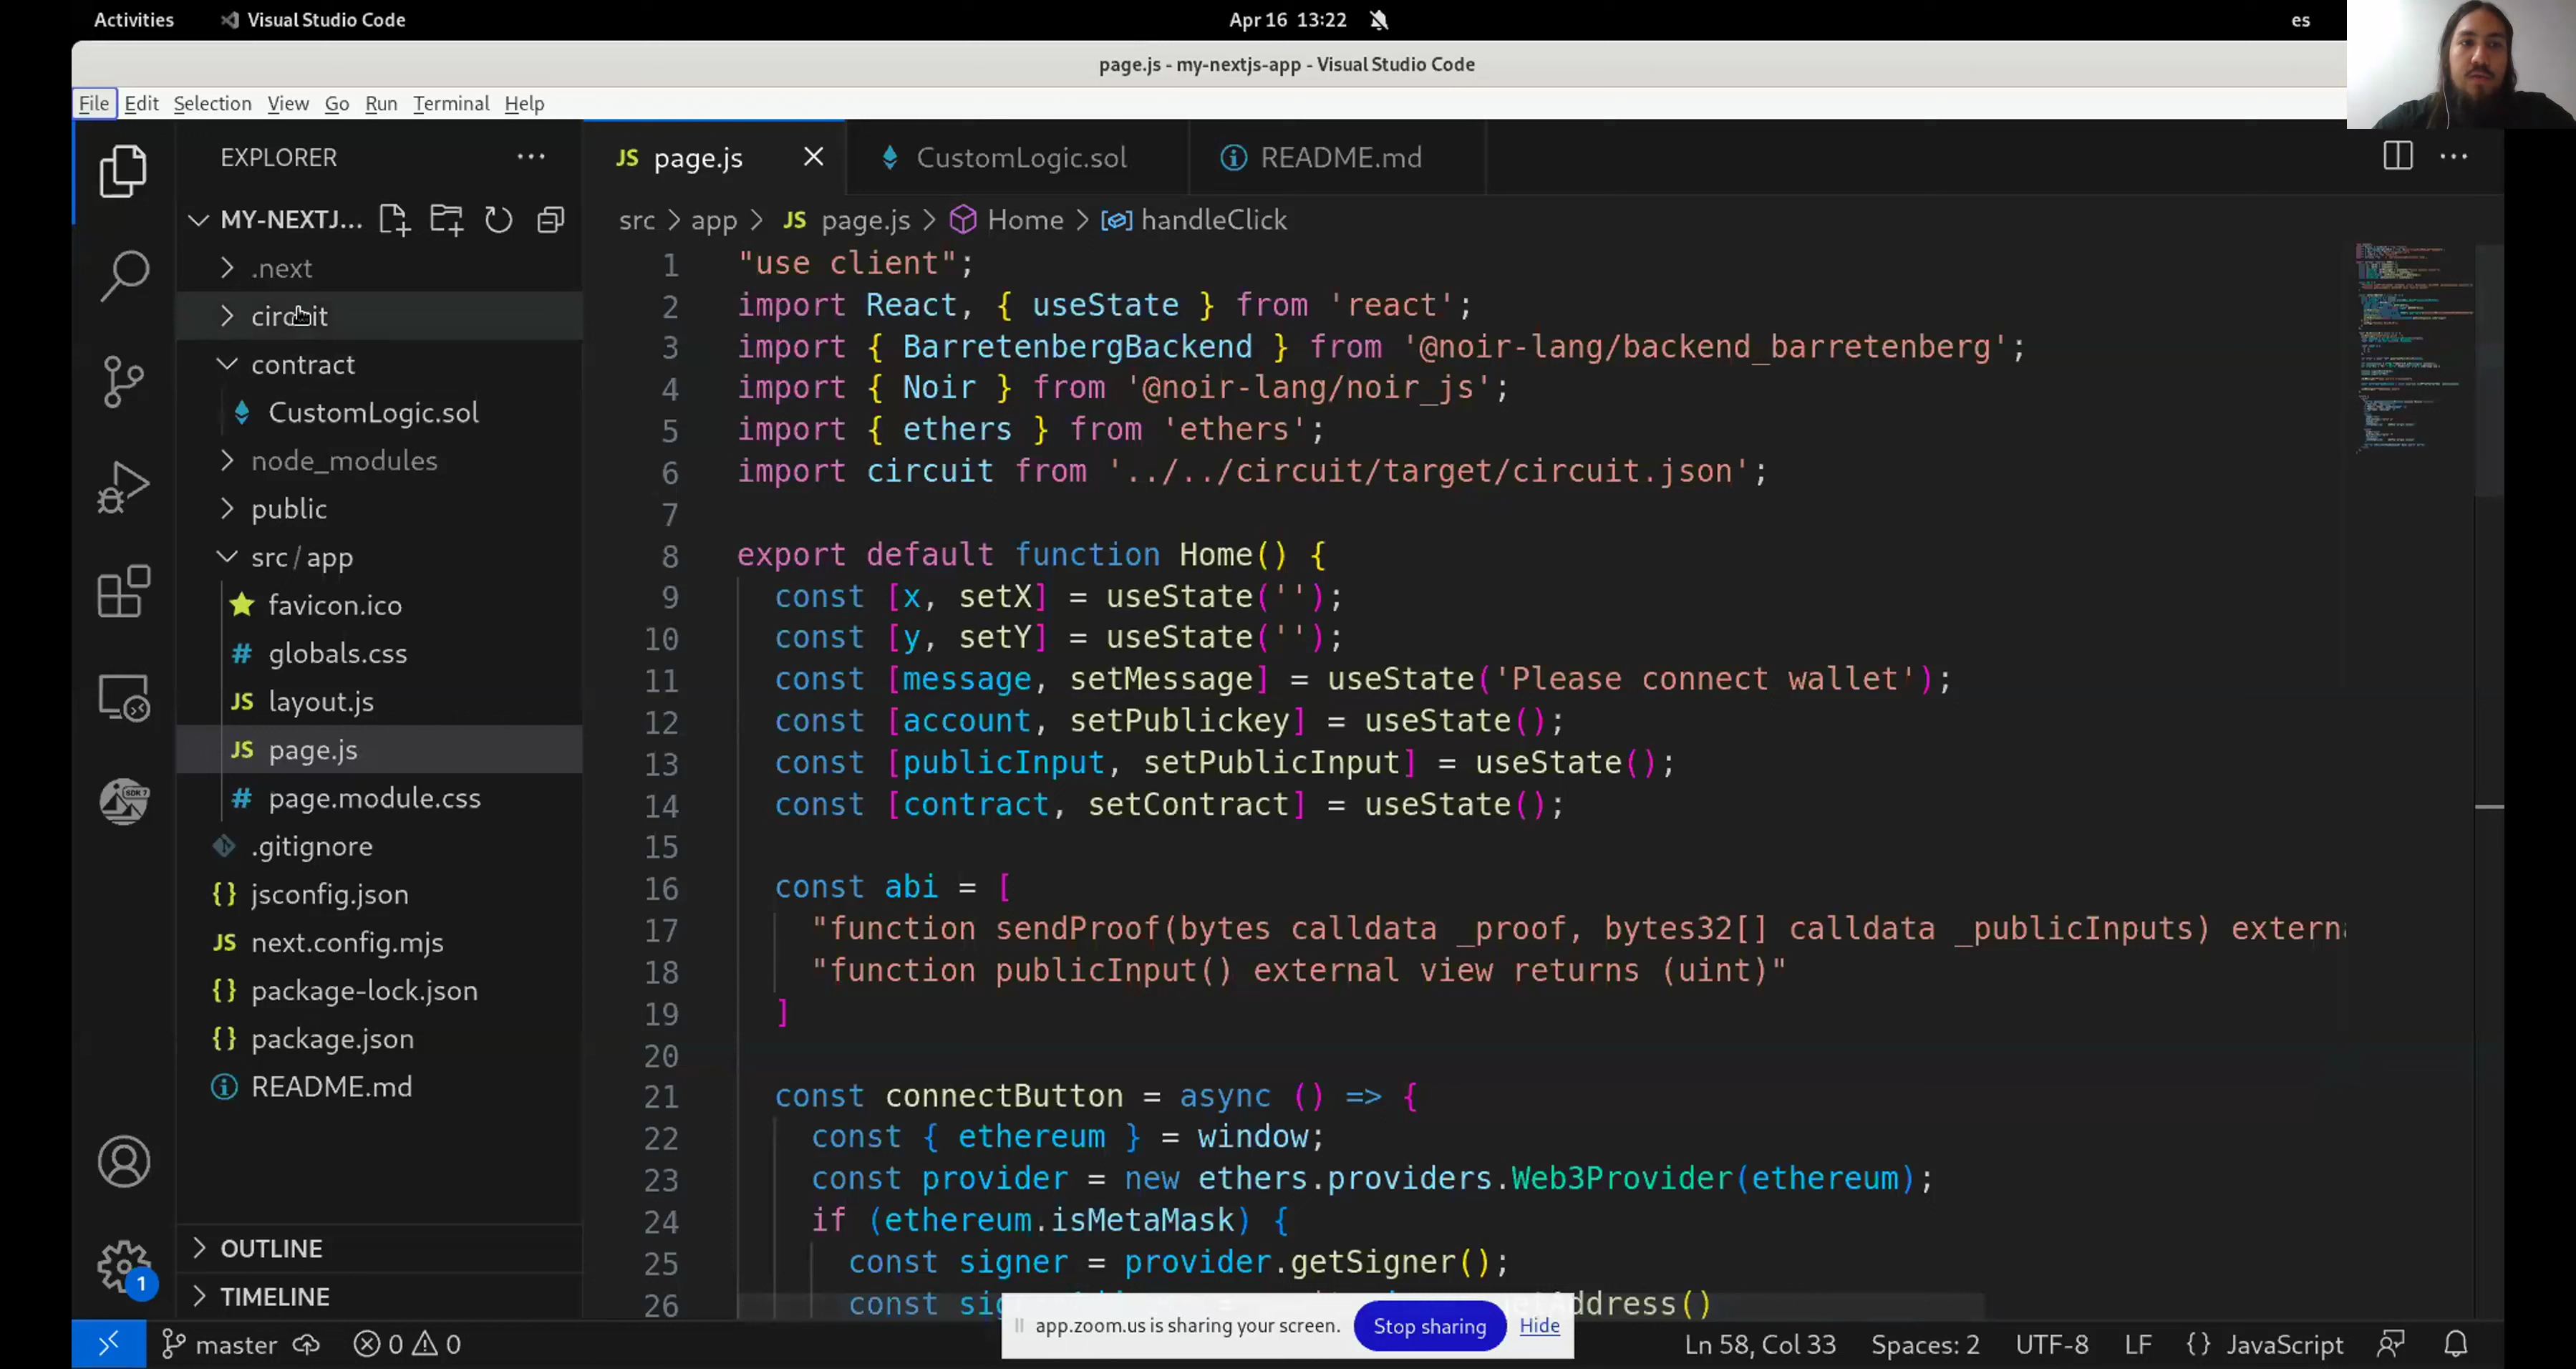 Activities Visual Studio Code Apr 16 13:22 es
page.js - my-nextjs-app - Visual Studio Code
File Edit Selection View Go Run Terminal Help
EXPLORER
MY-NEXTJ...
.next
circuit
contract
CustomLogic.sol
node_modules
public
src / app
favicon.ico
globals.css
layout.js
JS page.js
page.module.css
.gitignore
jsconfig.json
next.config.mjs
package-lock.json
package.json
README.md
OUTLINE
TIMELINE
SDK 7
1
JS page.js CustomLogic.sol README.md
src > app > JS page.js > Home > handleClick
1 "use client";
2 import React, { useState } from 'react';
3 import { BarretenbergBackend } from '@noir-lang/backend_barretenberg';
4 import { Noir } from '@noir-lang/noir_js';
5 import { ethers } from 'ethers';
6 import circuit from '../../circuit/target/circuit.json';
7
8 export default function Home() {
9 const [x, setX] = useState('');
10 const [y, setY] = useState('');
11 const [message, setMessage] = useState('Please connect wallet');
12 const [account, setPublickey] = useState();
13 const [publicInput, setPublicInput] = useState();
14 const [contract, setContract] = useState();
15
16 const abi = [
17 "function sendProof(bytes calldata _proof, bytes32[] calldata _publicInputs) extern
18 "function publicInput() external view returns (uint)"
19 ]
20
21 const connectButton = async () => {
22 const { ethereum } = window;
23 const provider = new ethers.providers.Web3Provider(ethereum);
24 if (ethereum.isMetaMask) {
25 const signer = provider.getSigner();
26 const
app.zoom.us is sharing your screen. Stop sharing Hide
master 0 0 Ln 58, Col 33 Spaces: 2 UTF-8 LF {} JavaScript